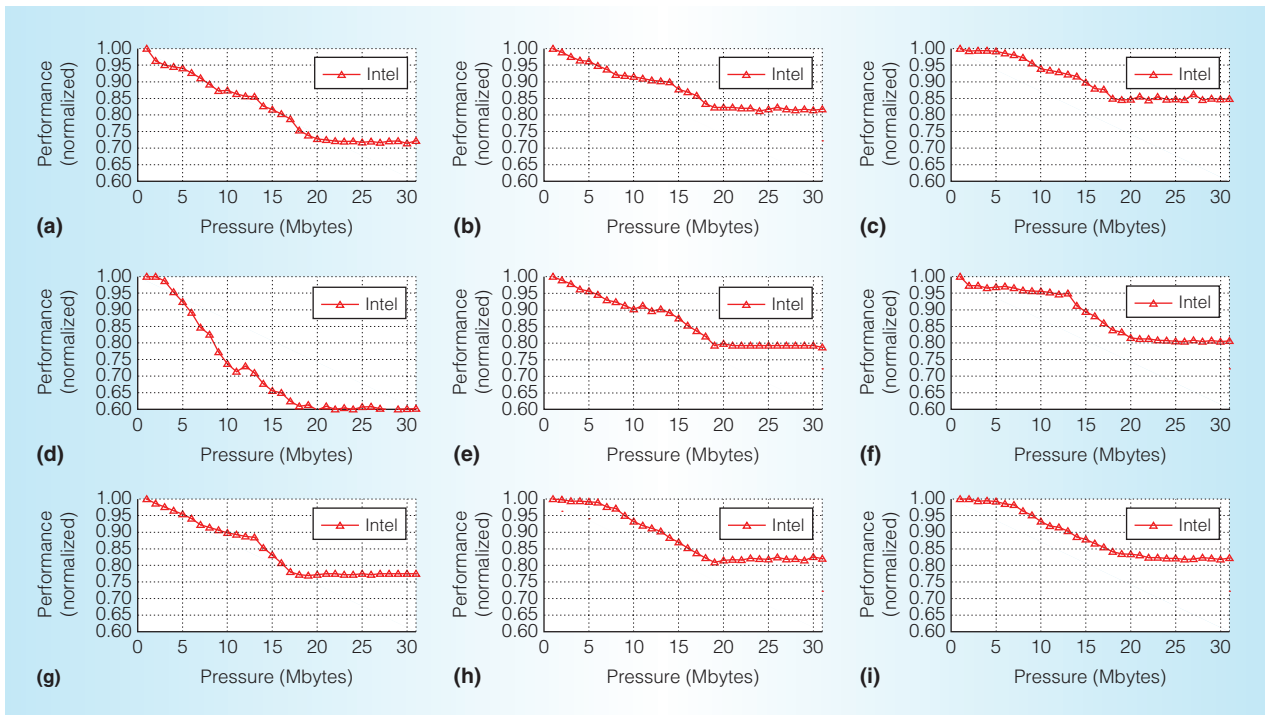 1.00
0.95
0.90
0.85
0.80
0.75
0.70
0.65
0.60
Performance
(normalized)
Intel
0 5 10 15 20 25 30
(a)
Pressure (Mbytes)
1.00
0.95
0.90
0.85
0.80
0.75
0.70
0.65
0.60
Performance
(normalized)
Intel
0 5 10 15 20 25 30
(b)
Pressure (Mbytes)
1.00
0.95
0.90
0.85
0.80
0.75
0.70
0.65
0.60
Performance
(normalized)
Intel
0 5 10 15 20 25 30
(c)
Pressure (Mbytes)
1.00
0.95
0.90
0.85
0.80
0.75
0.70
0.65
0.60
Performance
(normalized)
Intel
0 5 10 15 20 25 30
(d)
Pressure (Mbytes)
1.00
0.95
0.90
0.85
0.80
0.75
0.70
0.65
0.60
Performance
(normalized)
Intel
0 5 10 15 20 25 30
(e)
Pressure (Mbytes)
1.00
0.95
0.90
0.85
0.80
0.75
0.70
0.65
0.60
Performance
(normalized)
Intel
0 5 10 15 20 25 30
(f)
Pressure (Mbytes)
1.00
0.95
0.90
0.85
0.80
0.75
0.70
0.65
0.60
Performance
(normalized)
Intel
0 5 10 15 20 25 30
(g)
Pressure (Mbytes)
1.00
0.95
0.90
0.85
0.80
0.75
0.70
0.65
0.60
Performance
(normalized)
Intel
0 5 10 15 20 25 30
(h)
Pressure (Mbytes)
1.00
0.95
0.90
0.85
0.80
0.75
0.70
0.65
0.60
Performance
(normalized)
Intel
0 5 10 15 20 25 30
(i)
Pressure (Mbytes)